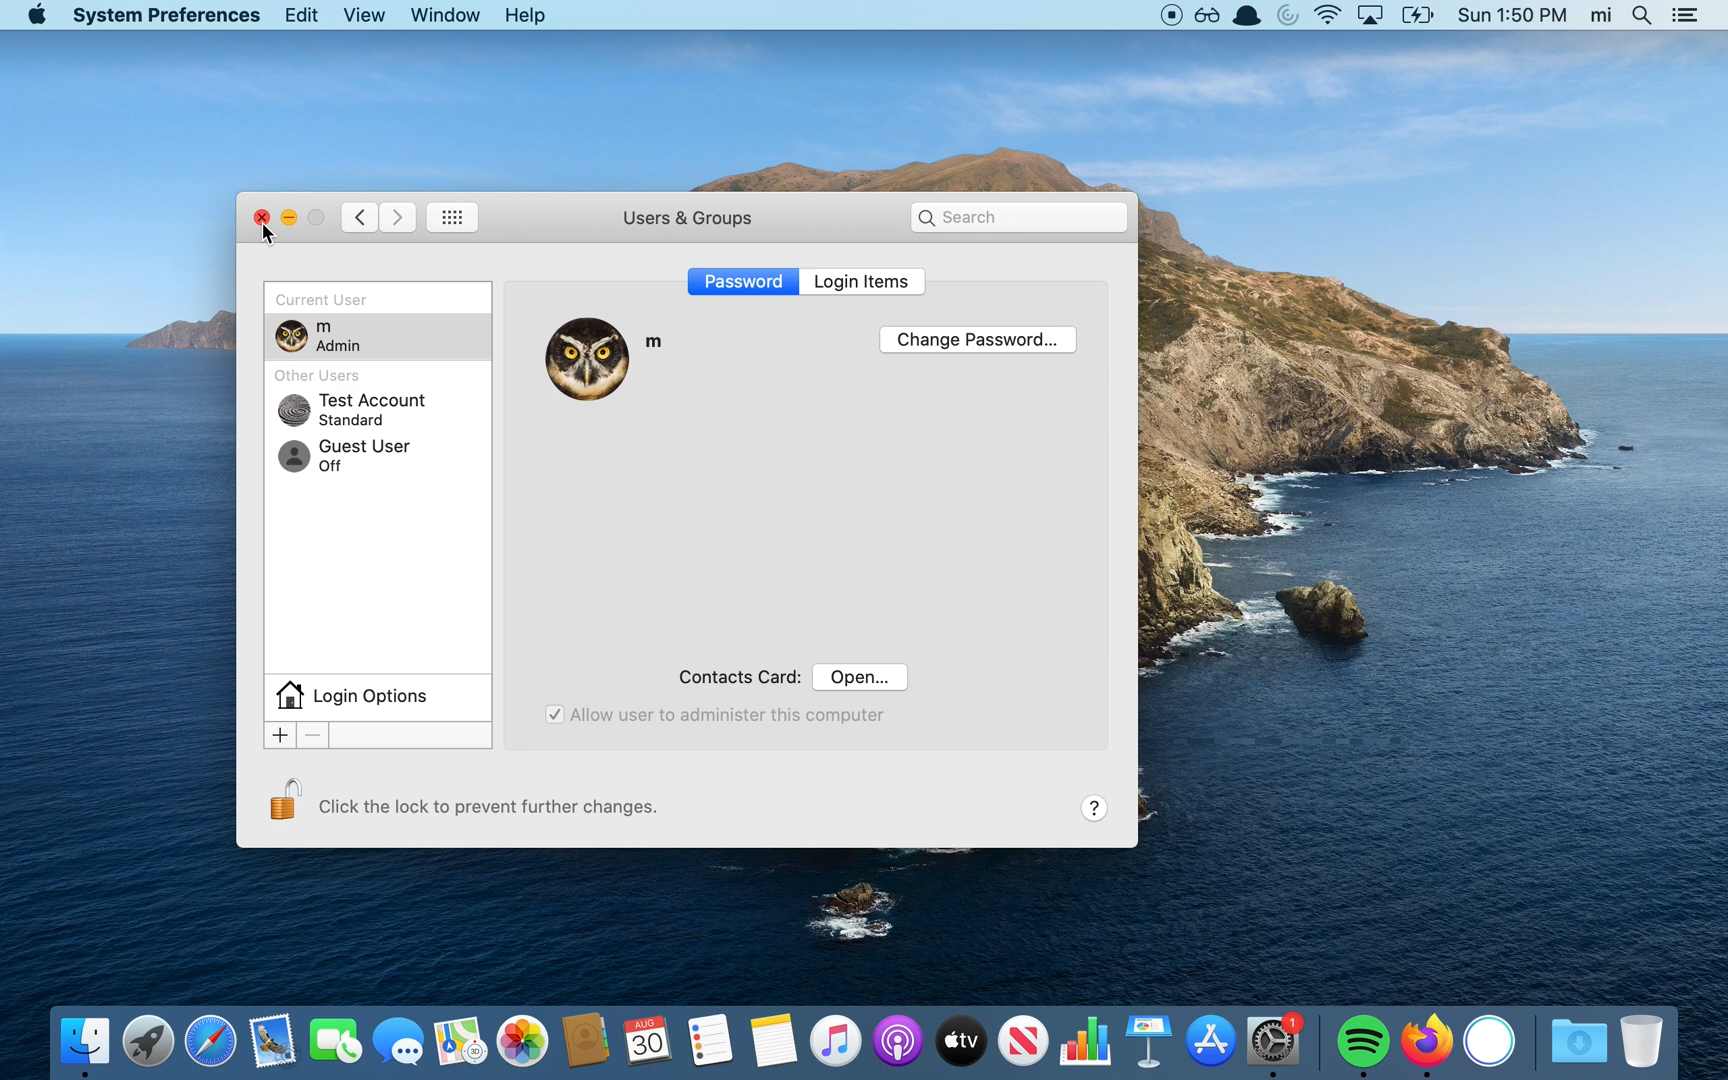 System Preferences Edit View Window Help
Sun 1:50 PM mi
Users & Groups
Search
Password Login Items
Current User
m
Admin
Other Users
Test Account
Standard
Guest User
Off
Login Options
m
Change Password...
Contacts Card: Open...
Allow user to administer this computer
Click the lock to prevent further changes.
?
AUG
30
3D
tv
1